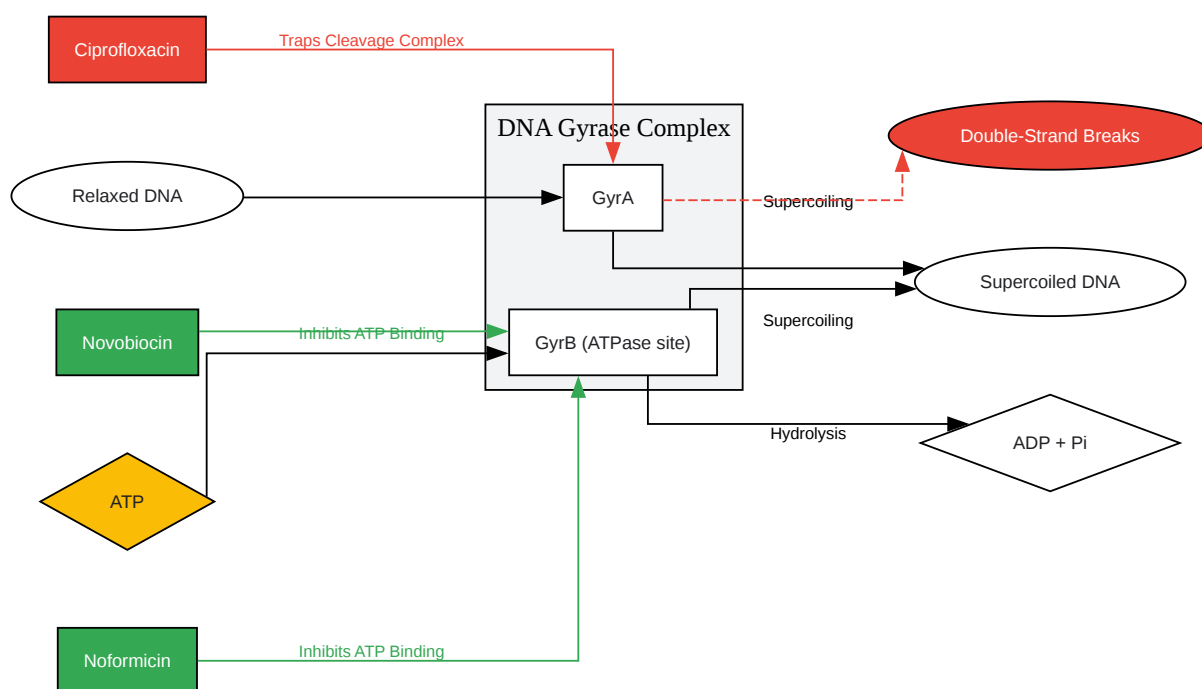 Ciprofloxacin
Traps Cleavage Complex
DNA Gyrase Complex
Double-Strand Breaks
Relaxed DNA
GyrA
Supercoiling
Supercoiled DNA
Supercoiling
Novobiocin
Inhibits ATP Binding
GyrB (ATPase site)
Hydrolysis
ADP + Pi
ATP
Noformicin
Inhibits ATP Binding